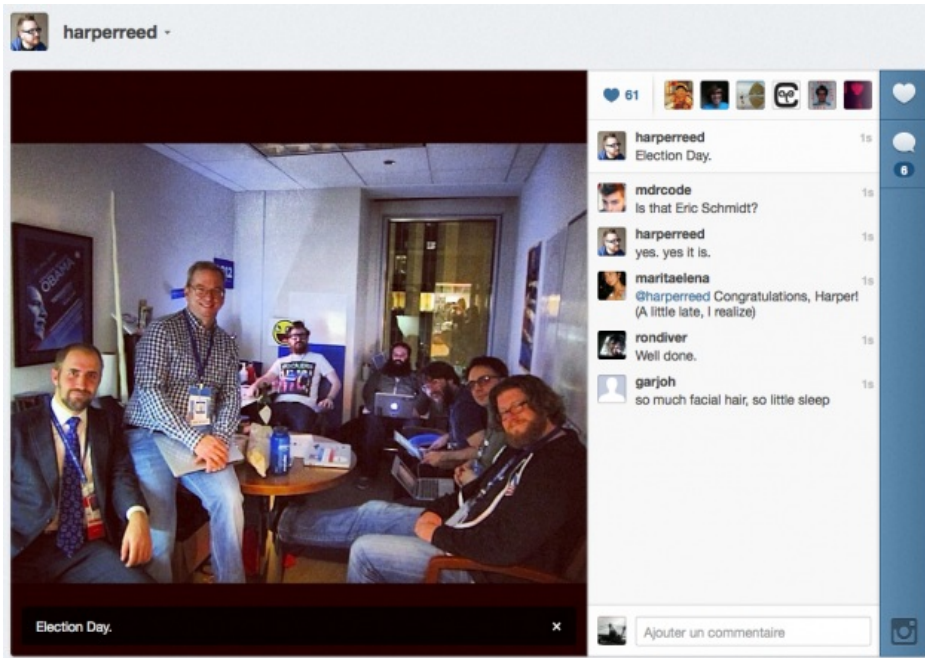 harperreed
61
harperreed 1s
Election Day.
mdrcode 1s
Is that Eric Schmidt?
harperreed 1s
yes. yes it is.
maritaelena 1s
@harperreed Congratulations, Harper!
(A little late, I realize)
rondiver 1s
Well done.
garjoh 1s
so much facial hair, so little sleep
6
OBAMA
Election Day. ×
Ajouter un commentaire